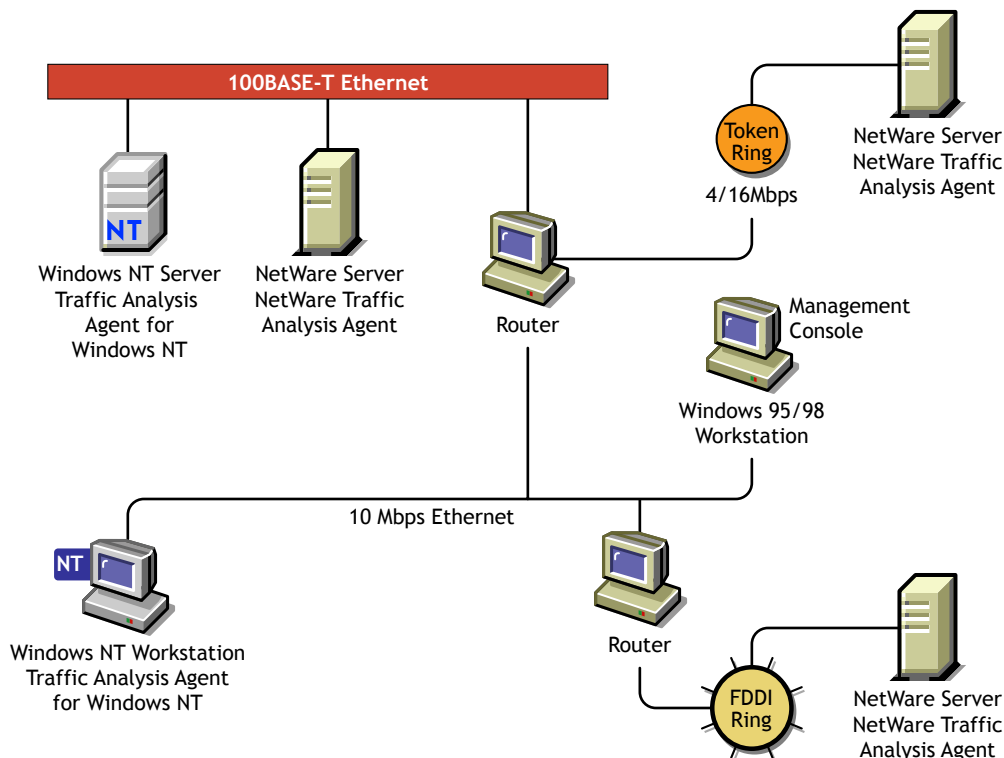 100BASE-T Ethernet
Token
Ring
4/16Mbps
NetWare Server
NetWare Traffic
Analysis Agent
NT
Windows NT Server
Traffic Analysis
Agent for
Windows NT
NetWare Server
NetWare Traffic
Analysis Agent
Router
Management
Console
Windows 95/98
Workstation
10 Mbps Ethernet
NT
Windows NT Workstation
Traffic Analysis Agent
for Windows NT
Router
FDDI
Ring
NetWare Server
NetWare Traffic
Analysis Agent